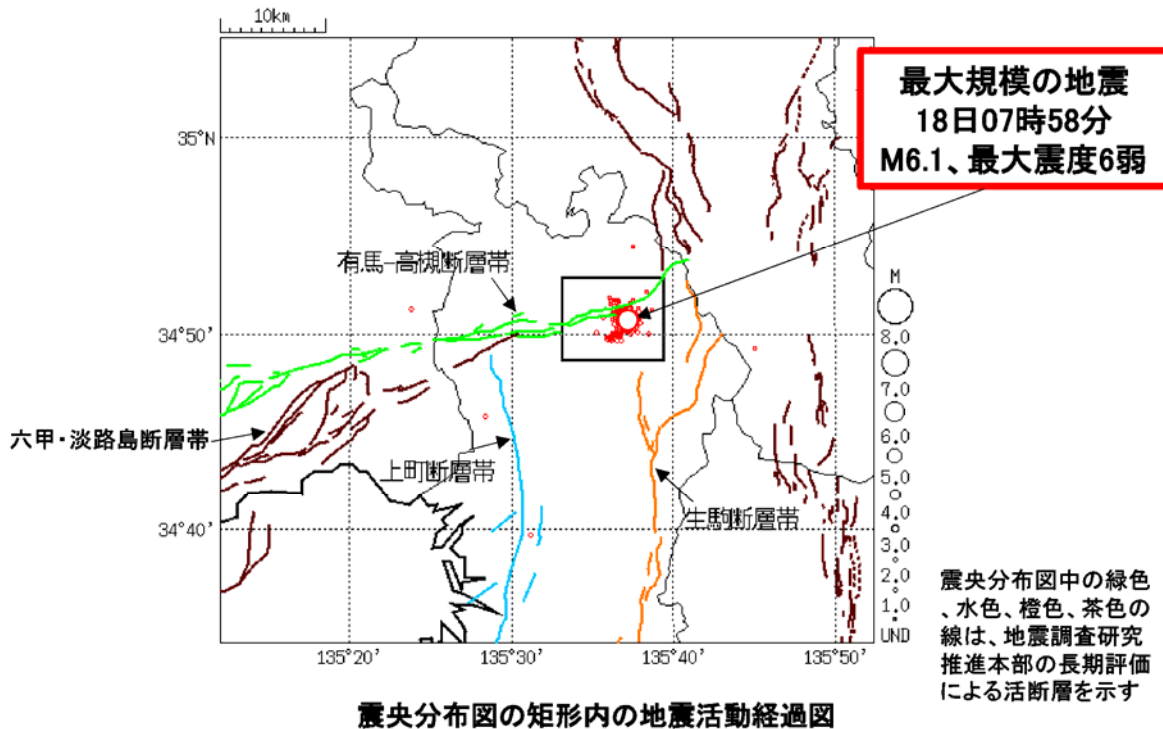 10km
最大規模の地震
18日07時58分
M6.1、最大震度6弱
35°N
有馬-高槻断層帯
M
34°50'
8.0
7.0
6.0
六甲・淡路島断層帯
上町断層帯
5.0
4.0
生駒断層帯
34°40'
3.0
2.0
1.0
UND
震央分布図中の緑色
、水色、橙色、茶色の
線は、地震調査研究
推進本部の長期評価
による活断層を示す
135°20'
135°30'
135°40'
135°50'
震央分布図の矩形内の地震活動経過図